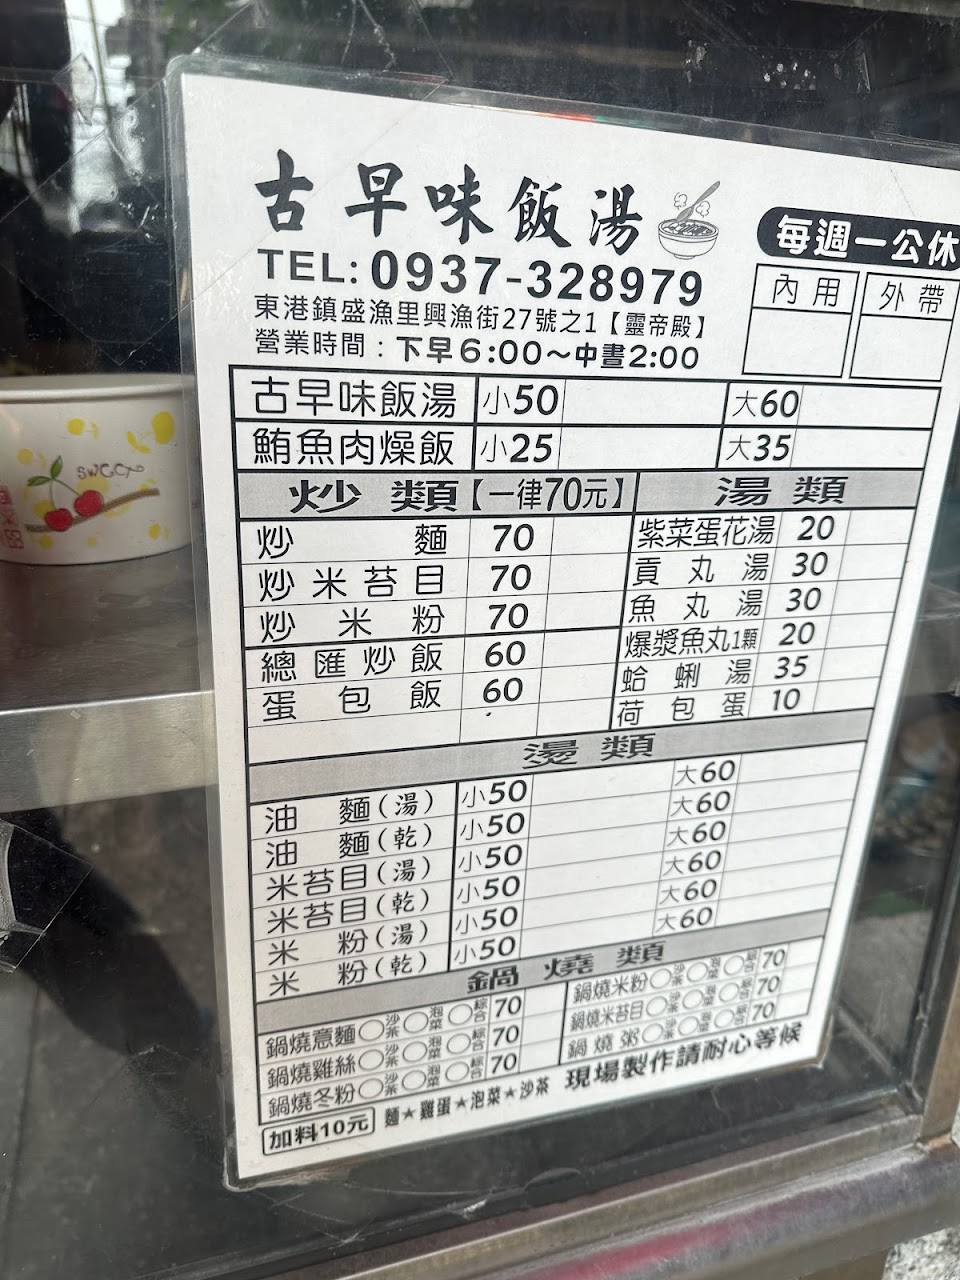 古早味飯湯
每週一公休
TEL: 0937-328979
內用 外帶
東港鎮盛漁里興漁街27號之1【靈帝殿】
營業時間：下早6:00～中晝2:00
古早味飯湯 小50 大60
鮪魚肉燥飯 小25 大35
炒類【一律70元】
炒麵 70
炒米苔目 70
炒米粉 70
總匯炒飯 60
蛋包飯 60
湯類
紫菜蛋花湯 20
貢丸湯 30
魚丸湯 30
爆漿魚丸1顆 20
蛤蜊湯 35
荷包蛋 10
燙類
油麵(湯) 小50 大60
油麵(乾) 小50 大60
米苔目(湯) 小50 大60
米苔目(乾) 小50 大60
米粉(湯) 小50 大60
米粉(乾) 小50 大60
鍋燒類
鍋燒意麵○沙茶○泡菜○綜合 70
鍋燒雞絲○沙茶○泡菜○綜合 70
鍋燒冬粉○沙茶○泡菜○綜合 70
鍋燒米粉○沙茶○泡菜○綜合 70
鍋燒米苔目○沙茶○泡菜○綜合 70
鍋燒粥○沙茶○泡菜○綜合 70
加料10元 麵★雞蛋★泡菜★沙茶 現場製作請耐心等候